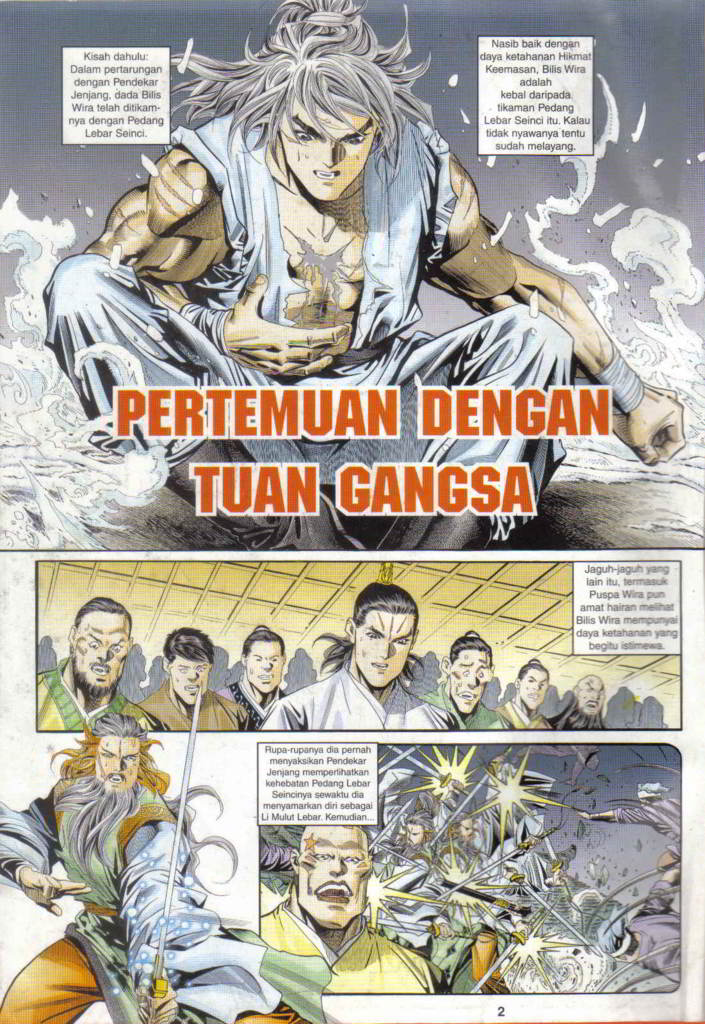 Kisah dahulu:
Dalam pertarungan
dengan Pendekar
Jenjang, dada Bilis
Wira telah ditikam-
nya dengan Pedang
Lebar Seinci.
Nasib baik dengan
daya ketahanan Hikmat
Keemasan, Bilis Wira
adalah
kebal daripada
tikaman Pedang
Lebar Seinci itu. Kalau
tidak nyawanya tentu
sudah melayang.
PERTEMUAN DENGAN
TUAN GANGSA
Jaguh-jaguh yang
lain itu, termasuk
Puspa Wira pun
amat hairan melihat
Bilis Wira mempunyai
daya ketahanan yang
begitu istimewa.
Rupa-rupanya dia pernah
menyaksikan Pendekar
Jenjang memperlihatkan
kehebatan Pedang Lebar
Seincinya sewaktu dia
menyamarkan diri sebagai
Li Mulut Lebar. Kemudian...
2